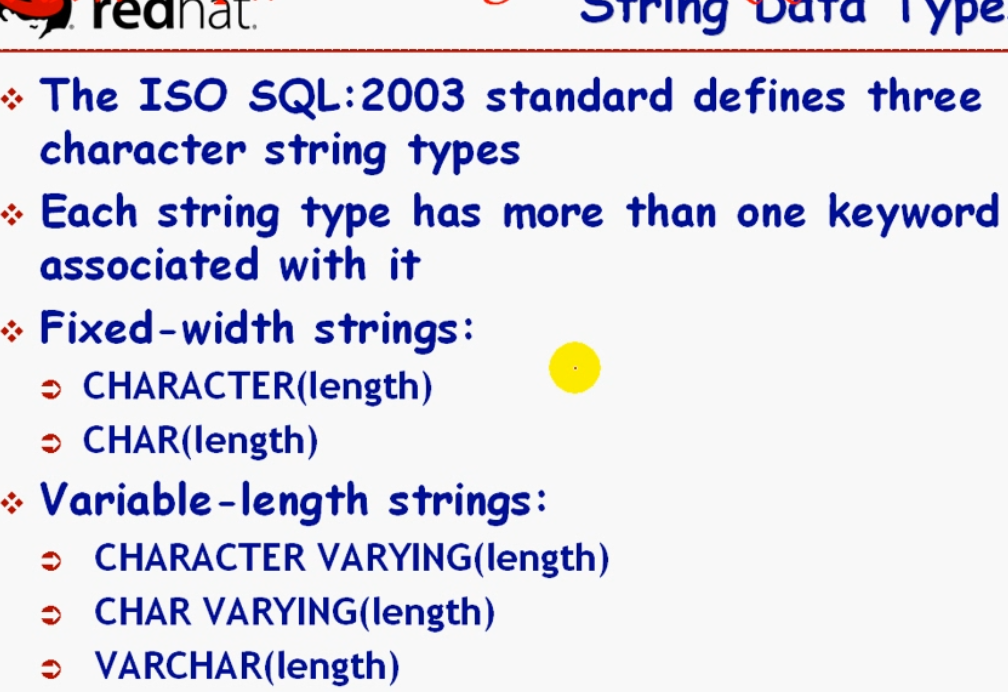 redhat.
String Data Types
The ISO SQL:2003 standard defines three
character string types
Each string type has more than one keyword
associated with it
Fixed-width strings:
CHARACTER(length)
CHAR(length)
Variable-length strings:
CHARACTER VARYING(length)
CHAR VARYING(length)
VARCHAR(length)